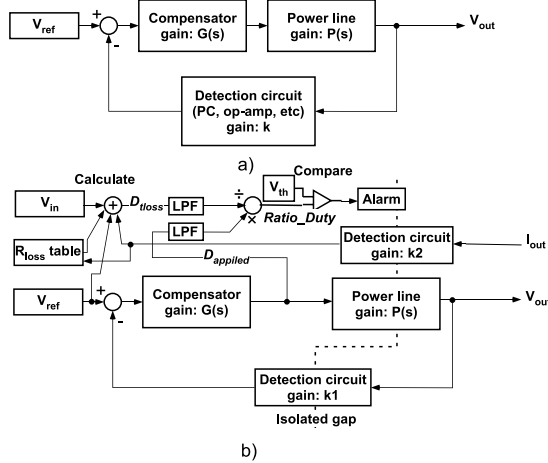 V_ref
+
-
Compensator
gain: G(s)
Power line
gain: P(s)
V_out
Detection circuit
(PC, op-amp, etc)
gain: k
a)
Calculate
Compare
V_in
+
D_tloss
LPF
÷
×
V_th
Alarm
Ratio_Duty
LPF
R_loss table
D_appiled
Detection circuit
gain: k2
I_out
V_ref
+
-
Compensator
gain: G(s)
Power line
gain: P(s)
V_out
Detection circuit
gain: k1
Isolated gap
b)